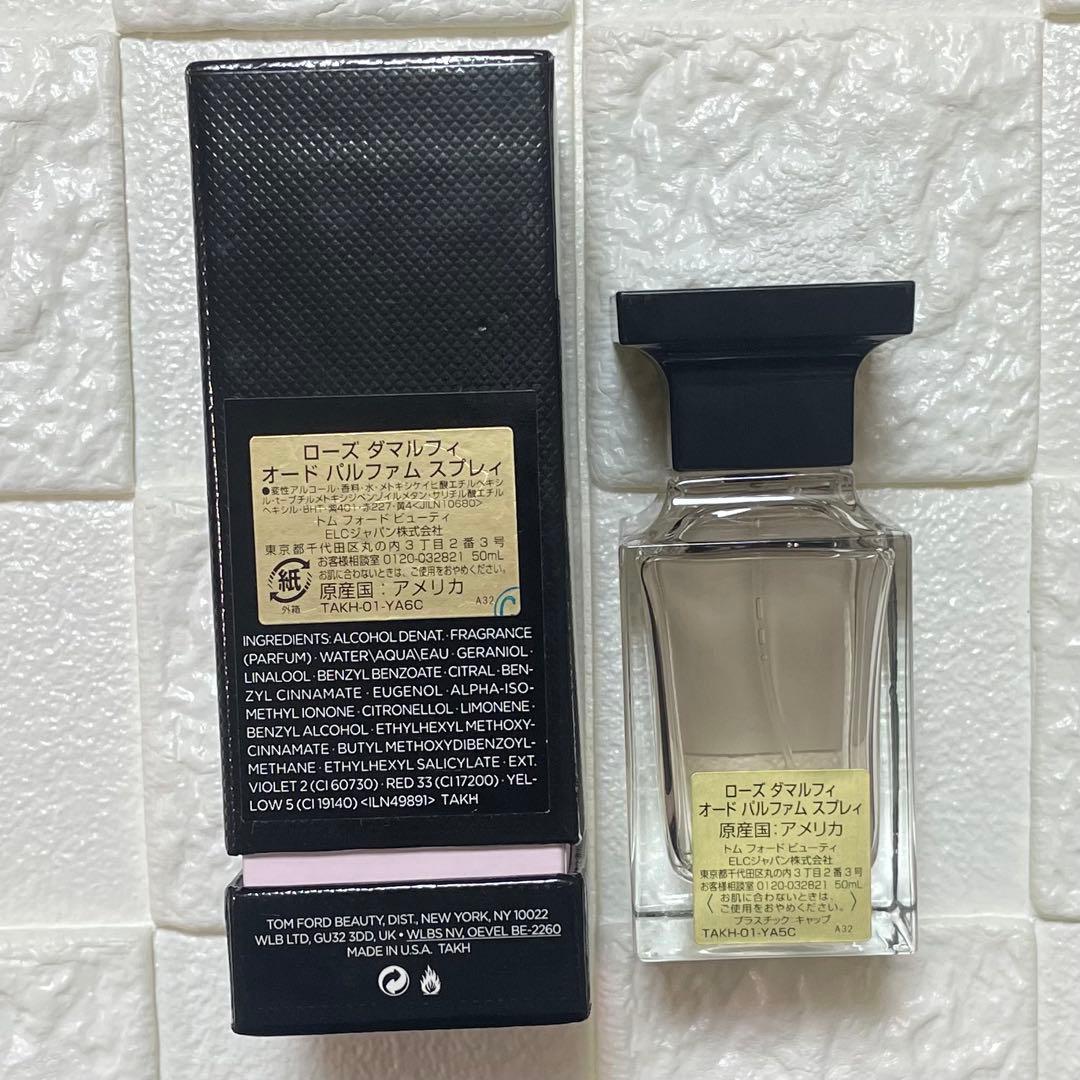 ローズ ダマルフィ
オード パルファム スプレィ
●変性アルコール・香料・水・メトキシケイヒ酸エチルヘキシ
ル・t-ブチルメトキシジベンゾイルメタン・サリチル酸エチル
ヘキシル・BHT・紫401・赤227・黄4<JILN10680>
トム フォード ビューティ
ELCジャパン株式会社
東京都千代田区丸の内3丁目2番3号
お客様相談室 0120-032821 50mL
お肌に合わないときは、ご使用をおやめください。
紙
外箱
原産国:アメリカ
TAKH-01-YA6C
A32
C
INGREDIENTS: ALCOHOL DENAT. · FRAGRANCE
(PARFUM) · WATER\AQUA\EAU · GERANIOL ·
LINALOOL · BENZYL BENZOATE · CITRAL · BEN-
ZYL CINNAMATE · EUGENOL · ALPHA-ISO-
METHYL IONONE · CITRONELLOL · LIMONENE ·
BENZYL ALCOHOL · ETHYLHEXYL METHOXY-
CINNAMATE · BUTYL METHOXYDIBENZOYL-
METHANE · ETHYLHEXYL SALICYLATE · EXT.
VIOLET 2 (CI 60730) · RED 33 (CI 17200) · YEL-
LOW 5 (CI 19140) <ILN49891> TAKH
TOM FORD BEAUTY, DIST., NEW YORK, NY 10022
WLB LTD, GU32 3DD, UK • WLBS NV, OEVEL BE-2260
MADE IN U.S.A. TAKH
ローズ ダマルフィ
オード パルファム スプレィ
原産国:アメリカ
トム フォード ビューティ
ELCジャパン株式会社
東京都千代田区丸の内3丁目2番3号
お客様相談室 0120-032821 50mL
〈 お肌に合わないときは、
ご使用をおやめください。 〉
プラスチック キャップ
TAKH-01-YA5C
A32